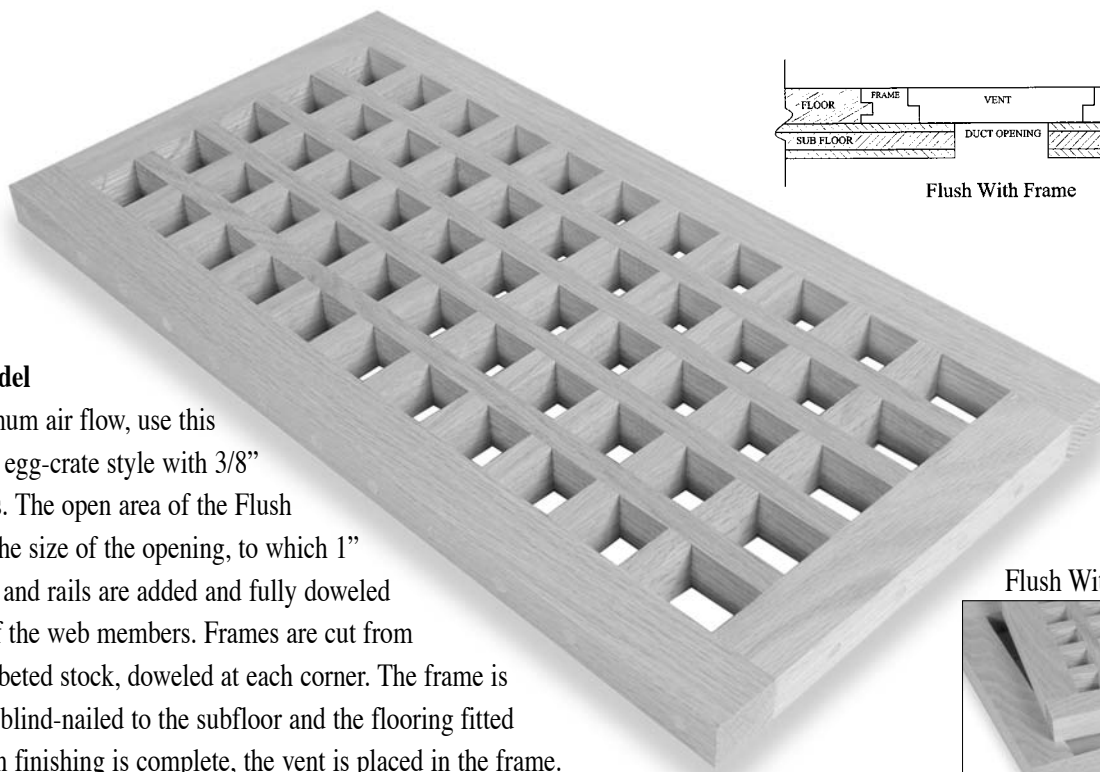 FLOOR
FRAME
VENT
SUB FLOOR
DUCT OPENING
Flush With Frame
del
num air flow, use this
egg-crate style with 3/8”
s. The open area of the Flush
he size of the opening, to which 1”
and rails are added and fully doweled
f the web members. Frames are cut from
beted stock, doweled at each corner. The frame is
blind-nailed to the subfloor and the flooring fitted
n finishing is complete, the vent is placed in the frame.
Flush Wi